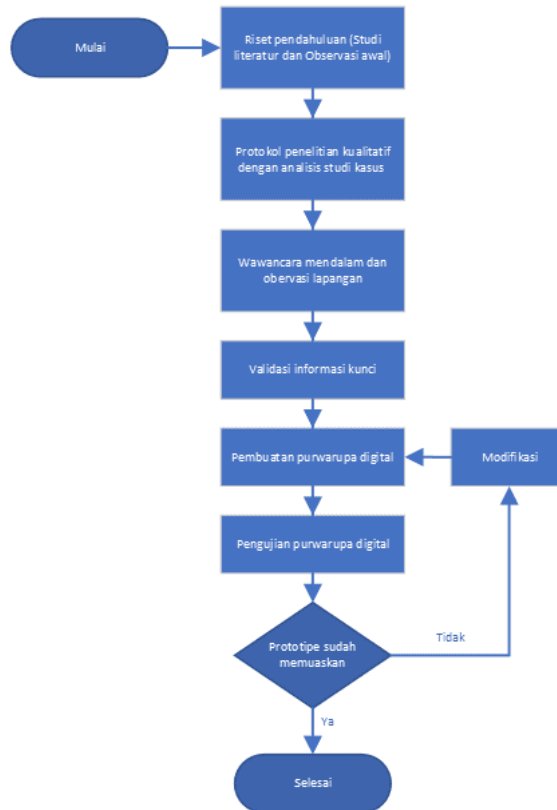 Mulai
Riset pendahuluan (Studi
literatur dan Observasi awal)
Protokol penelitian kualitatif
dengan analisis studi kasus
Wawancara mendalam dan
obervasi lapangan
Validasi informasi kunci
Pembuatan purwarupa digital
Modifikasi
Pengujian purwarupa digital
Prototipe sudah
memuaskan
Tidak
Ya
Selesai